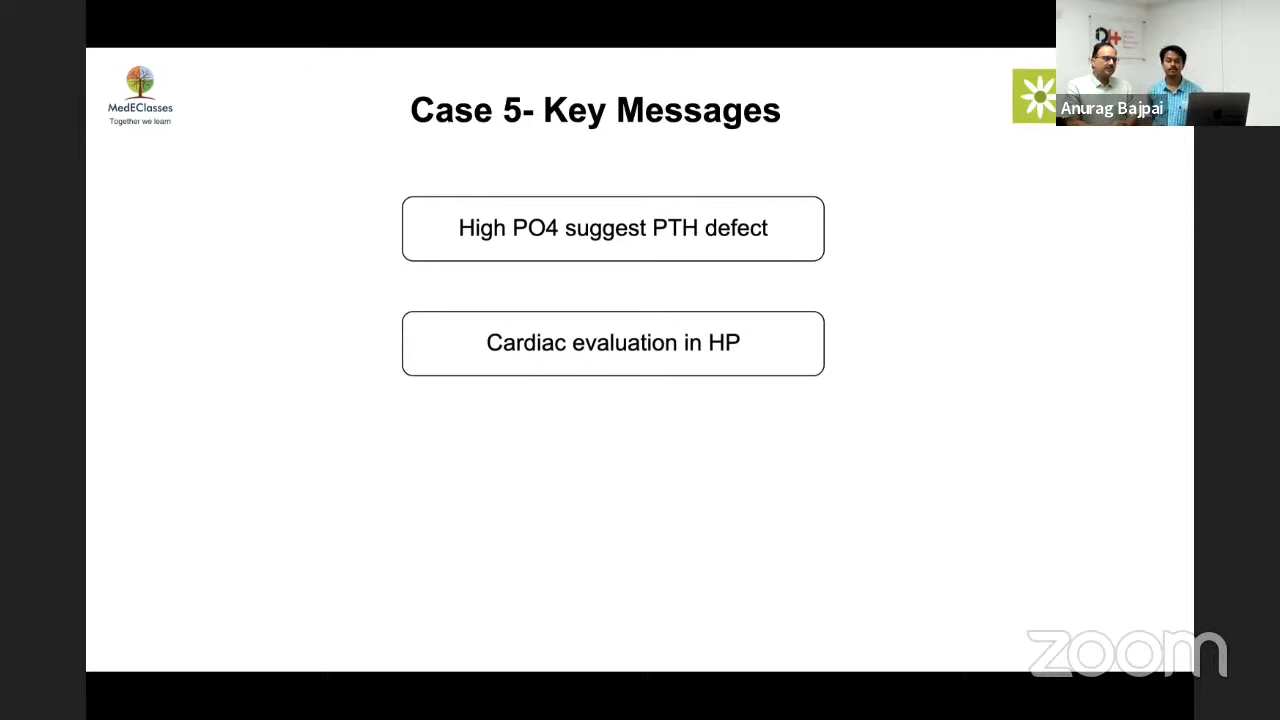 MedEClasses
Together we learn
Case 5- Key Messages
Anurag Bajpai
High PO4 suggest PTH defect
Cardiac evaluation in HP
zoom